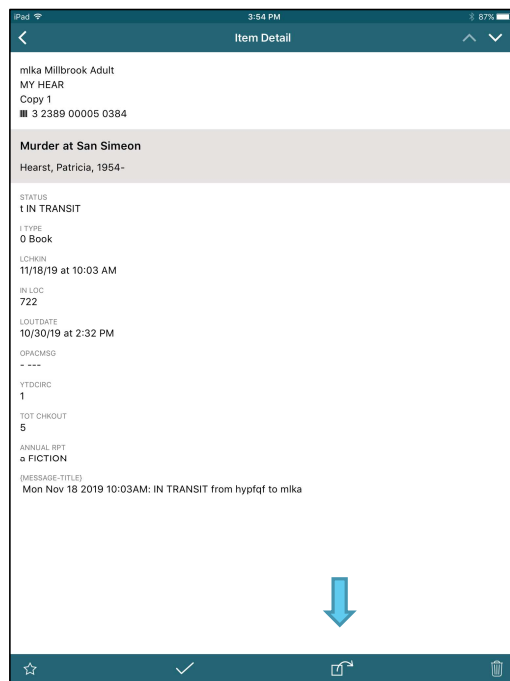 iPad 3:54 PM 87%
Item Detail
mlka Millbrook Adult
MY HEAR
Copy 1
3 2389 00005 0384
Murder at San Simeon
Hearst, Patricia, 1954-
STATUS
t IN TRANSIT
I TYPE
0 Book
LCHKIN
11/18/19 at 10:03 AM
IN LOC
722
LOUTDATE
10/30/19 at 2:32 PM
OPACMSG
- ---
YTDCIRC
1
TOT CHKOUT
5
ANNUAL RPT
a FICTION
(MESSAGE-TITLE)
Mon Nov 18 2019 10:03AM: IN TRANSIT from hypfqf to mlka